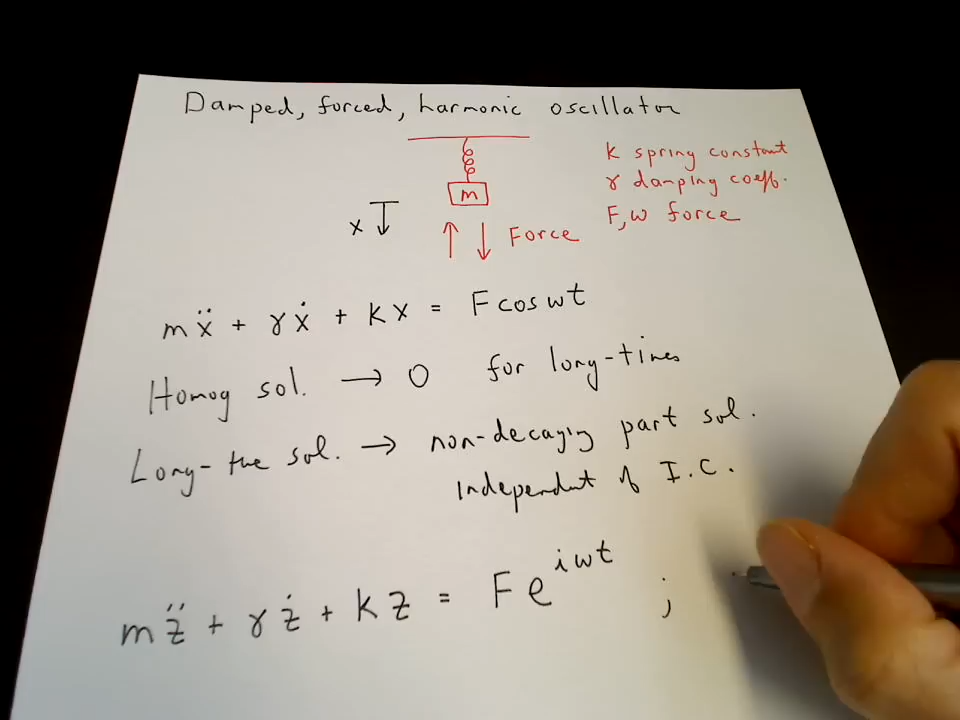 Damped, forced, harmonic oscillator
k spring constant
γ damping coeff.
F, ω force
m
x
Force
mẍ + γẋ + kx = F cos ωt
Homog sol. → 0 for long-times
Long-time sol. → non-decaying part sol.
independent of I.C.
mz̈ + γż + kz = Fe^{iωt} ;